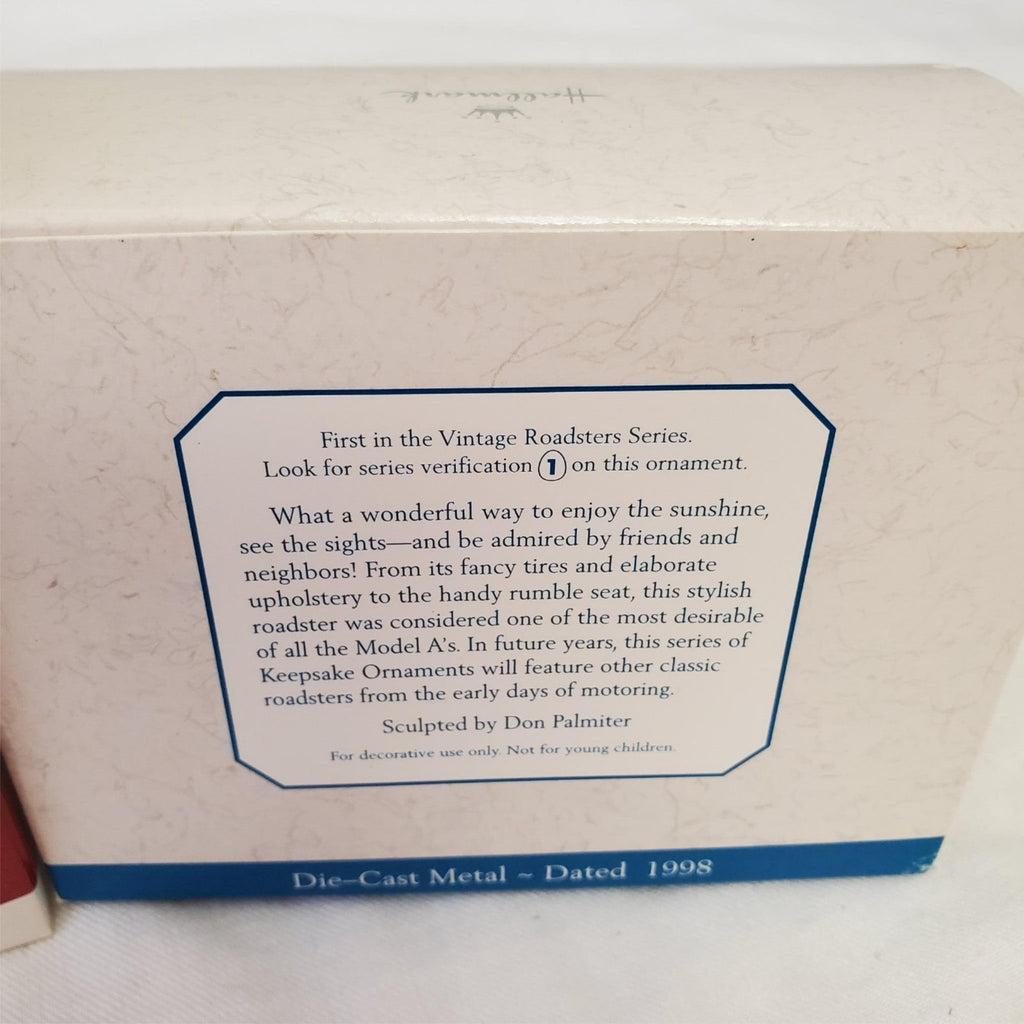 Hallmark
First in the Vintage Roadsters Series.
Look for series verification 1 on this ornament.
What a wonderful way to enjoy the sunshine,
see the sights—and be admired by friends and
neighbors! From its fancy tires and elaborate
upholstery to the handy rumble seat, this stylish
roadster was considered one of the most desirable
of all the Model A's. In future years, this series of
Keepsake Ornaments will feature other classic
roadsters from the early days of motoring.
Sculpted by Don Palmiter
For decorative use only. Not for young children.
Die–Cast Metal ~ Dated 1998